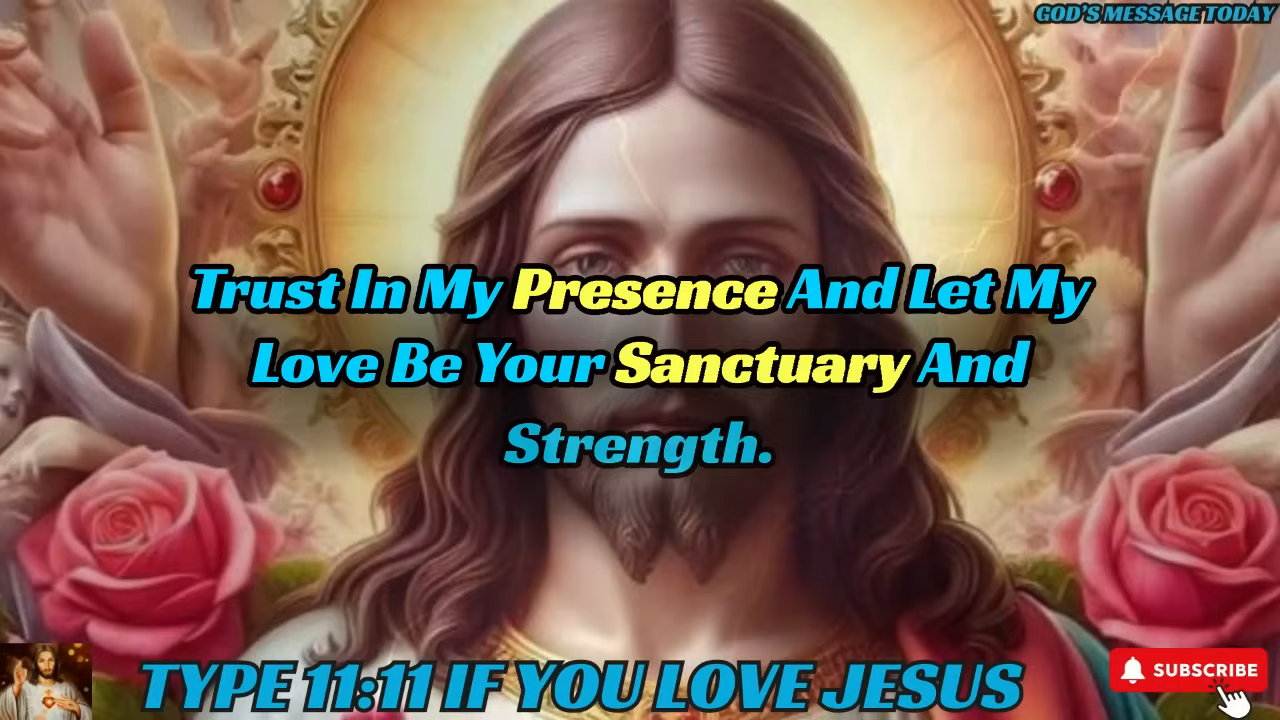 GOD'S MESSAGE TODAY
Trust In My Presence And Let My
Love Be Your Sanctuary And
Strength.
TYPE 11:11 IF YOU LOVE JESUS
SUBSCRIBE